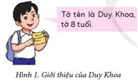 Tớ tên là Duy Khoa,
tớ 8 tuổi.
Hình 1. Giới thiệu của Duy Khoa